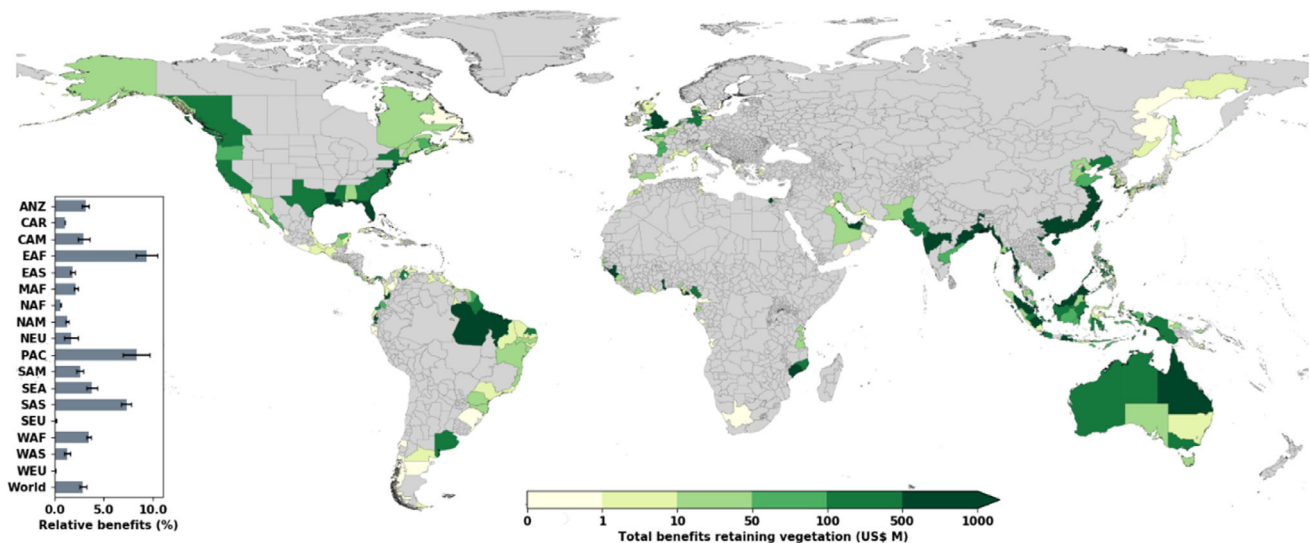 ANZ
CAR
CAM
EAF
EAS
MAF
NAF
NAM
NEU
PAC
SAM
SEA
SAS
SEU
WAF
WAS
WEU
World
0.0 5.0 10.0
Relative benefits (%)
0 1 10 50 100 500 1000
Total benefits retaining vegetation (US$ M)